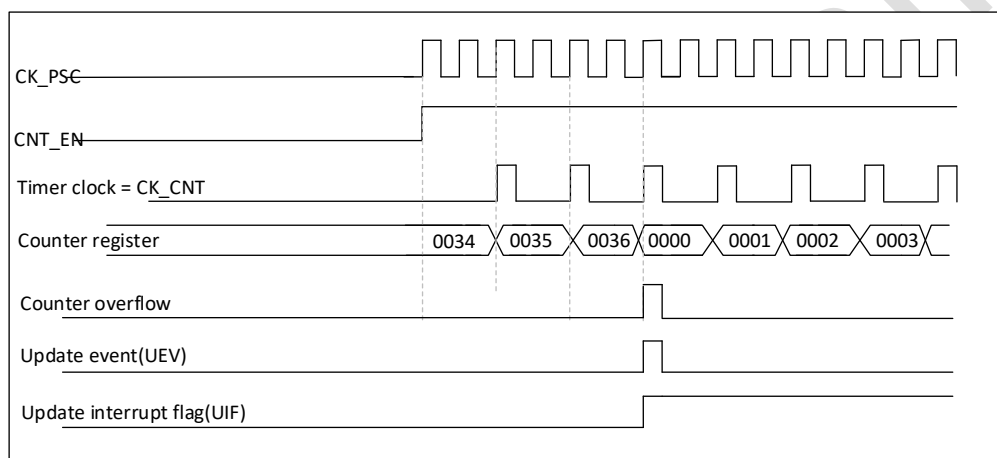 CK_PSC
CNT_EN
Timer clock = CK_CNT
Counter register 0034 0035 0036 0000 0001 0002 0003
Counter overflow
Update event(UEV)
Update interrupt flag(UIF)